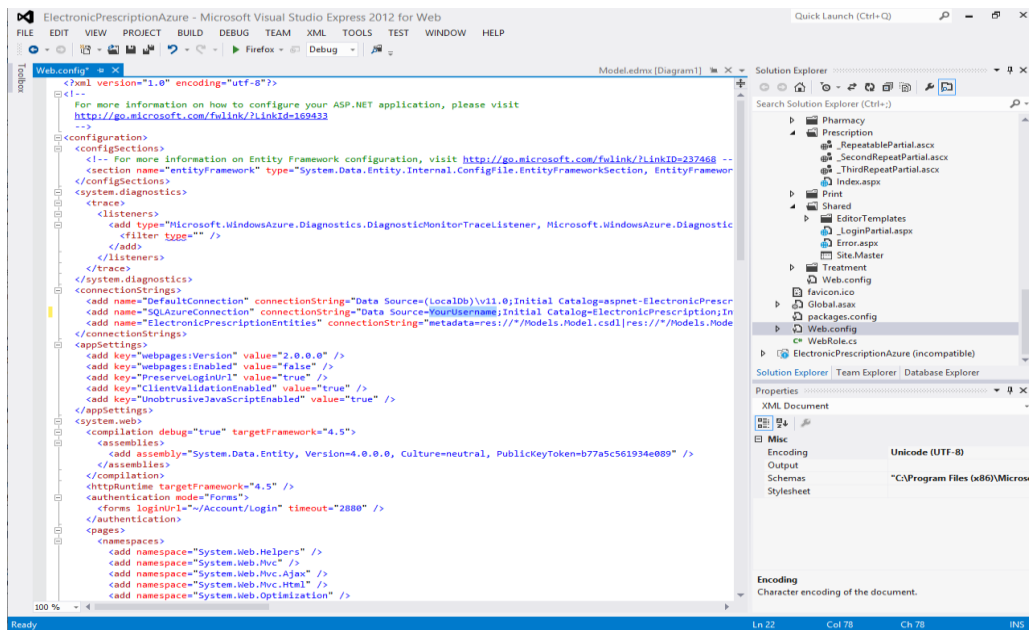 ElectronicPrescriptionAzure - Microsoft Visual Studio Express 2012 for Web
Quick Launch (Ctrl+Q)
FILE EDIT VIEW PROJECT BUILD DEBUG TEAM XML TOOLS TEST WINDOW HELP
Firefox Debug
Toolbox
Web.config*
Model.edmx [Diagram1]
<?xml version="1.0" encoding="utf-8"?>
<!--
For more information on how to configure your ASP.NET application, please visit
http://go.microsoft.com/fwlink/?LinkId=169433
-->
<configuration>
<configSections>
<!-- For more information on Entity Framework configuration, visit http://go.microsoft.com/fwlink/?LinkID=237468 --
<section name="entityFramework" type="System.Data.Entity.Internal.ConfigFile.EntityFrameworkSection, EntityFramewor
</configSections>
<system.diagnostics>
<trace>
<listeners>
<add type="Microsoft.WindowsAzure.Diagnostics.DiagnosticMonitorTraceListener, Microsoft.WindowsAzure.Diagnostic
<filter type="" />
</add>
</listeners>
</trace>
</system.diagnostics>
<connectionStrings>
<add name="DefaultConnection" connectionString="Data Source=(LocalDb)\v11.0;Initial Catalog=aspnet-ElectronicPrescr
<add name="SQLAzureConnection" connectionString="Data Source=YourUsername;Initial Catalog=ElectronicPrescription;In
<add name="ElectronicPrescriptionEntities" connectionString="metadata=res://*/Models.Model.csdl|res://*/Models.Mode
</connectionStrings>
<appSettings>
<add key="webpages:Version" value="2.0.0.0" />
<add key="webpages:Enabled" value="false" />
<add key="PreserveLoginUrl" value="true" />
<add key="ClientValidationEnabled" value="true" />
<add key="UnobtrusiveJavaScriptEnabled" value="true" />
</appSettings>
<system.web>
<compilation debug="true" targetFramework="4.5">
<assemblies>
<add assembly="System.Data.Entity, Version=4.0.0.0, Culture=neutral, PublicKeyToken=b77a5c561934e089" />
</assemblies>
</compilation>
<httpRuntime targetFramework="4.5" />
<authentication mode="Forms">
<forms loginUrl="~/Account/Login" timeout="2880" />
</authentication>
<pages>
<namespaces>
<add namespace="System.Web.Helpers" />
<add namespace="System.Web.Mvc" />
<add namespace="System.Web.Mvc.Ajax" />
<add namespace="System.Web.Mvc.Html" />
<add namespace="System.Web.Optimization" />
100 %
Solution Explorer
Search Solution Explorer (Ctrl+;)
Pharmacy
Prescription
_RepeatablePartial.ascx
_SecondRepeatPartial.ascx
_ThirdRepeatPartial.ascx
Index.aspx
Print
Shared
EditorTemplates
_LoginPartial.aspx
Error.aspx
Site.Master
Treatment
Web.config
favicon.ico
Global.asax
packages.config
Web.config
C# WebRole.cs
ElectronicPrescriptionAzure (incompatible)
Solution Explorer Team Explorer Database Explorer
Properties
XML Document
Misc
Encoding Unicode (UTF-8)
Output
Schemas "C:\Program Files (x86)\Micros
Stylesheet
Encoding
Character encoding of the document.
Ready Ln 22 Col 78 Ch 78 INS